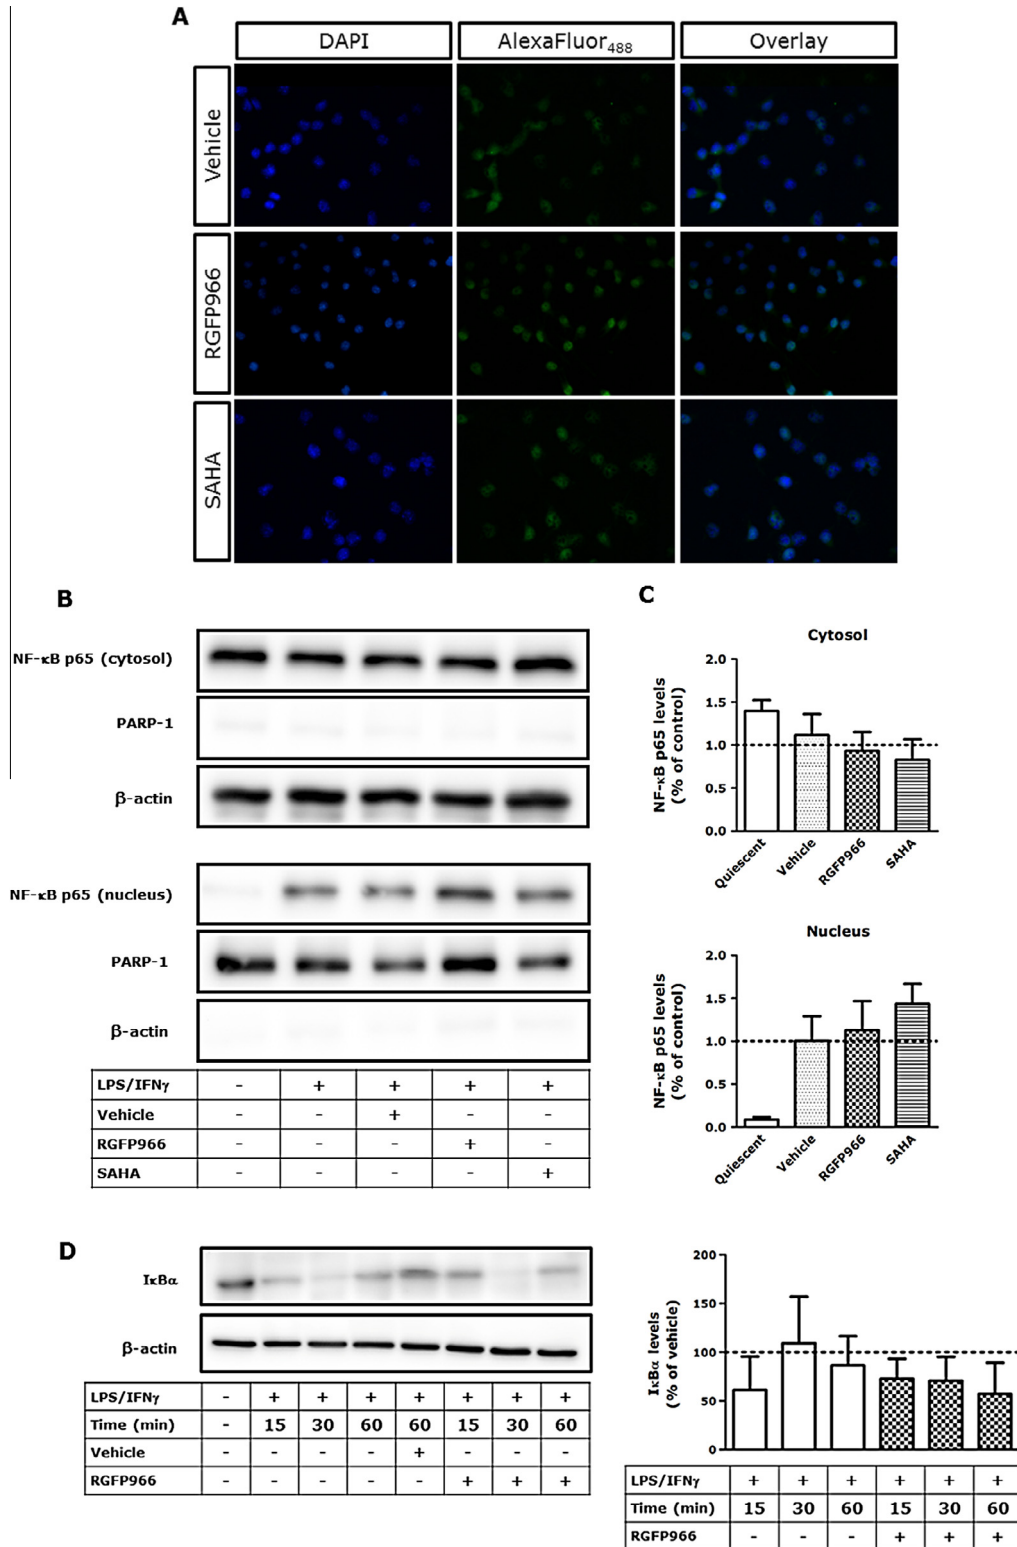 A
DAPI AlexaFluor488 Overlay
Vehicle
RGFP966
SAHA
B
NF-κB p65 (cytosol)
PARP-1
β-actin
NF-κB p65 (nucleus)
PARP-1
β-actin
LPS/IFNγ - + + + +
Vehicle - - + - -
RGFP966 - - - + -
SAHA - - - - +
C
Cytosol
NF-κB p65 levels
(% of control)
2.0
1.5
1.0
0.5
0.0
Quiescent Vehicle RGFP966 SAHA
Nucleus
NF-κB p65 levels
(% of control)
2.0
1.5
1.0
0.5
0.0
Quiescent Vehicle RGFP966 SAHA
D
IκBα
β-actin
LPS/IFNγ - + + + + + + +
Time (min) - 15 30 60 60 15 30 60
Vehicle - - - - + - - -
RGFP966 - - - - - + + +
IκBα levels
(% of vehicle)
200
150
100
50
0
LPS/IFNγ + + + + + +
Time (min) 15 30 60 15 30 60
RGFP966 - - - + + +